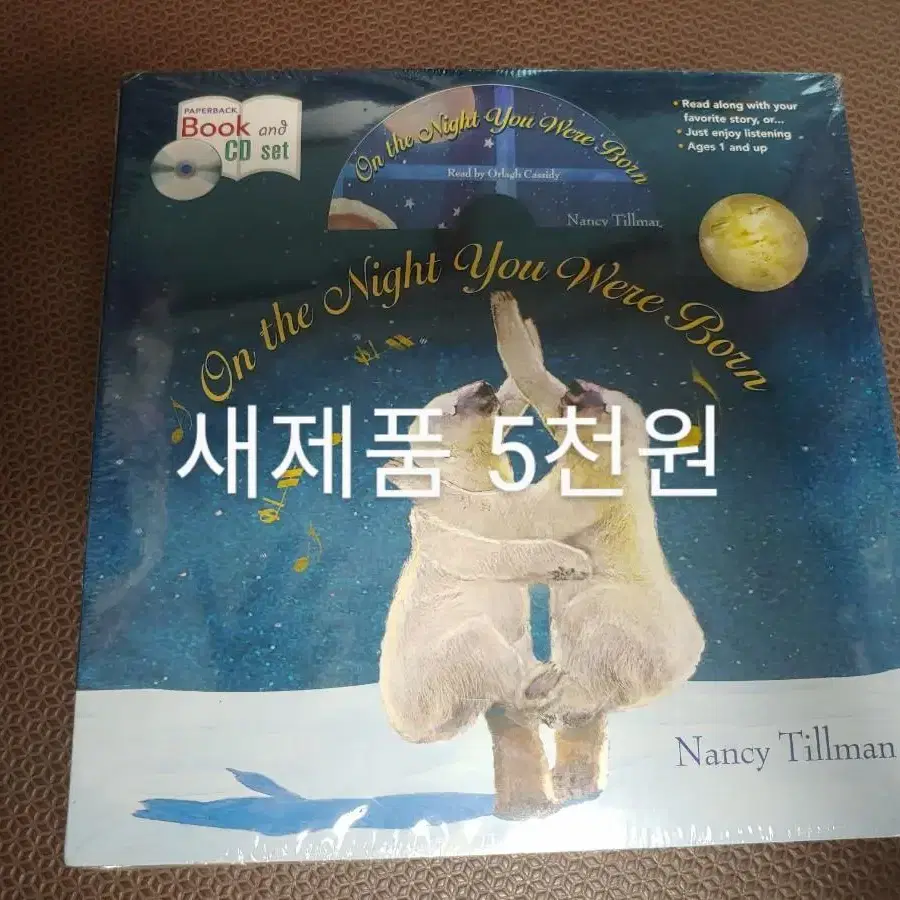 PAPERBACK
Book and
CD set
On the Night You Were Born
Read by Orlagh Cassidy
Nancy Tillman
• Read along with your
favorite story, or...
• Just enjoy listening
• Ages 1 and up
On the Night You Were Born
새제품 5천원
Nancy Tillman